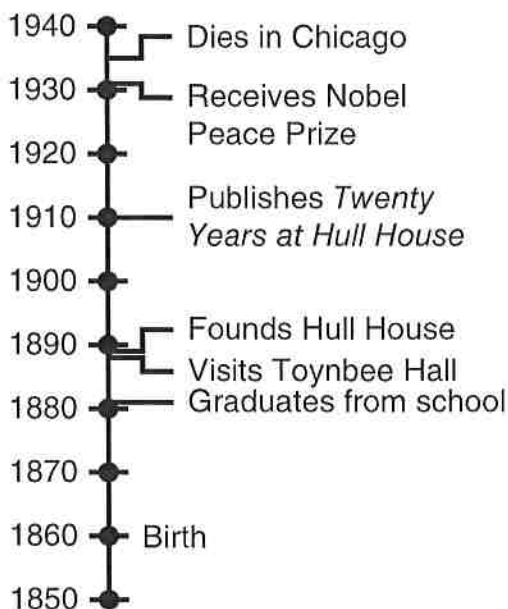 1940
Dies in Chicago
1930
Receives Nobel
Peace Prize
1920
Publishes Twenty
1910
Years at Hull House
1900
Founds Hull House
1890
Visits Toynbee Hall
Graduates from school
1880
1870
1860 Birth
1850